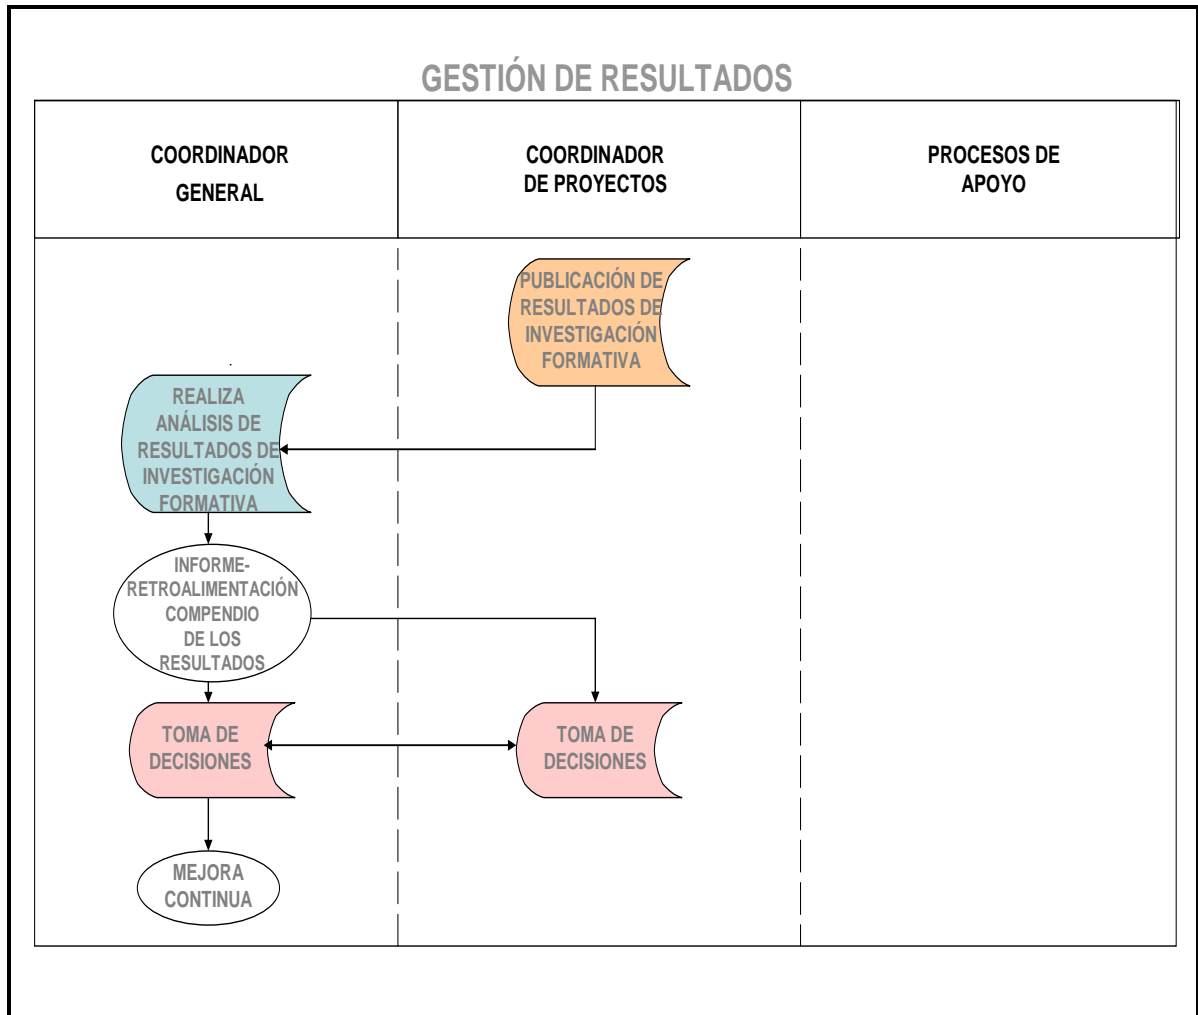 GESTIÓN DE RESULTADOS
COORDINADOR
GENERAL
COORDINADOR
DE PROYECTOS
PROCESOS DE
APOYO
PUBLICACIÓN DE
RESULTADOS DE
INVESTIGACIÓN
FORMATIVA
REALIZA
ANÁLISIS DE
RESULTADOS DE
INVESTIGACIÓN
FORMATIVA
INFORME-
RETROALIMENTACIÓN
COMPENDIO
DE LOS
RESULTADOS
TOMA DE
DECISIONES
TOMA DE
DECISIONES
MEJORA
CONTINUA